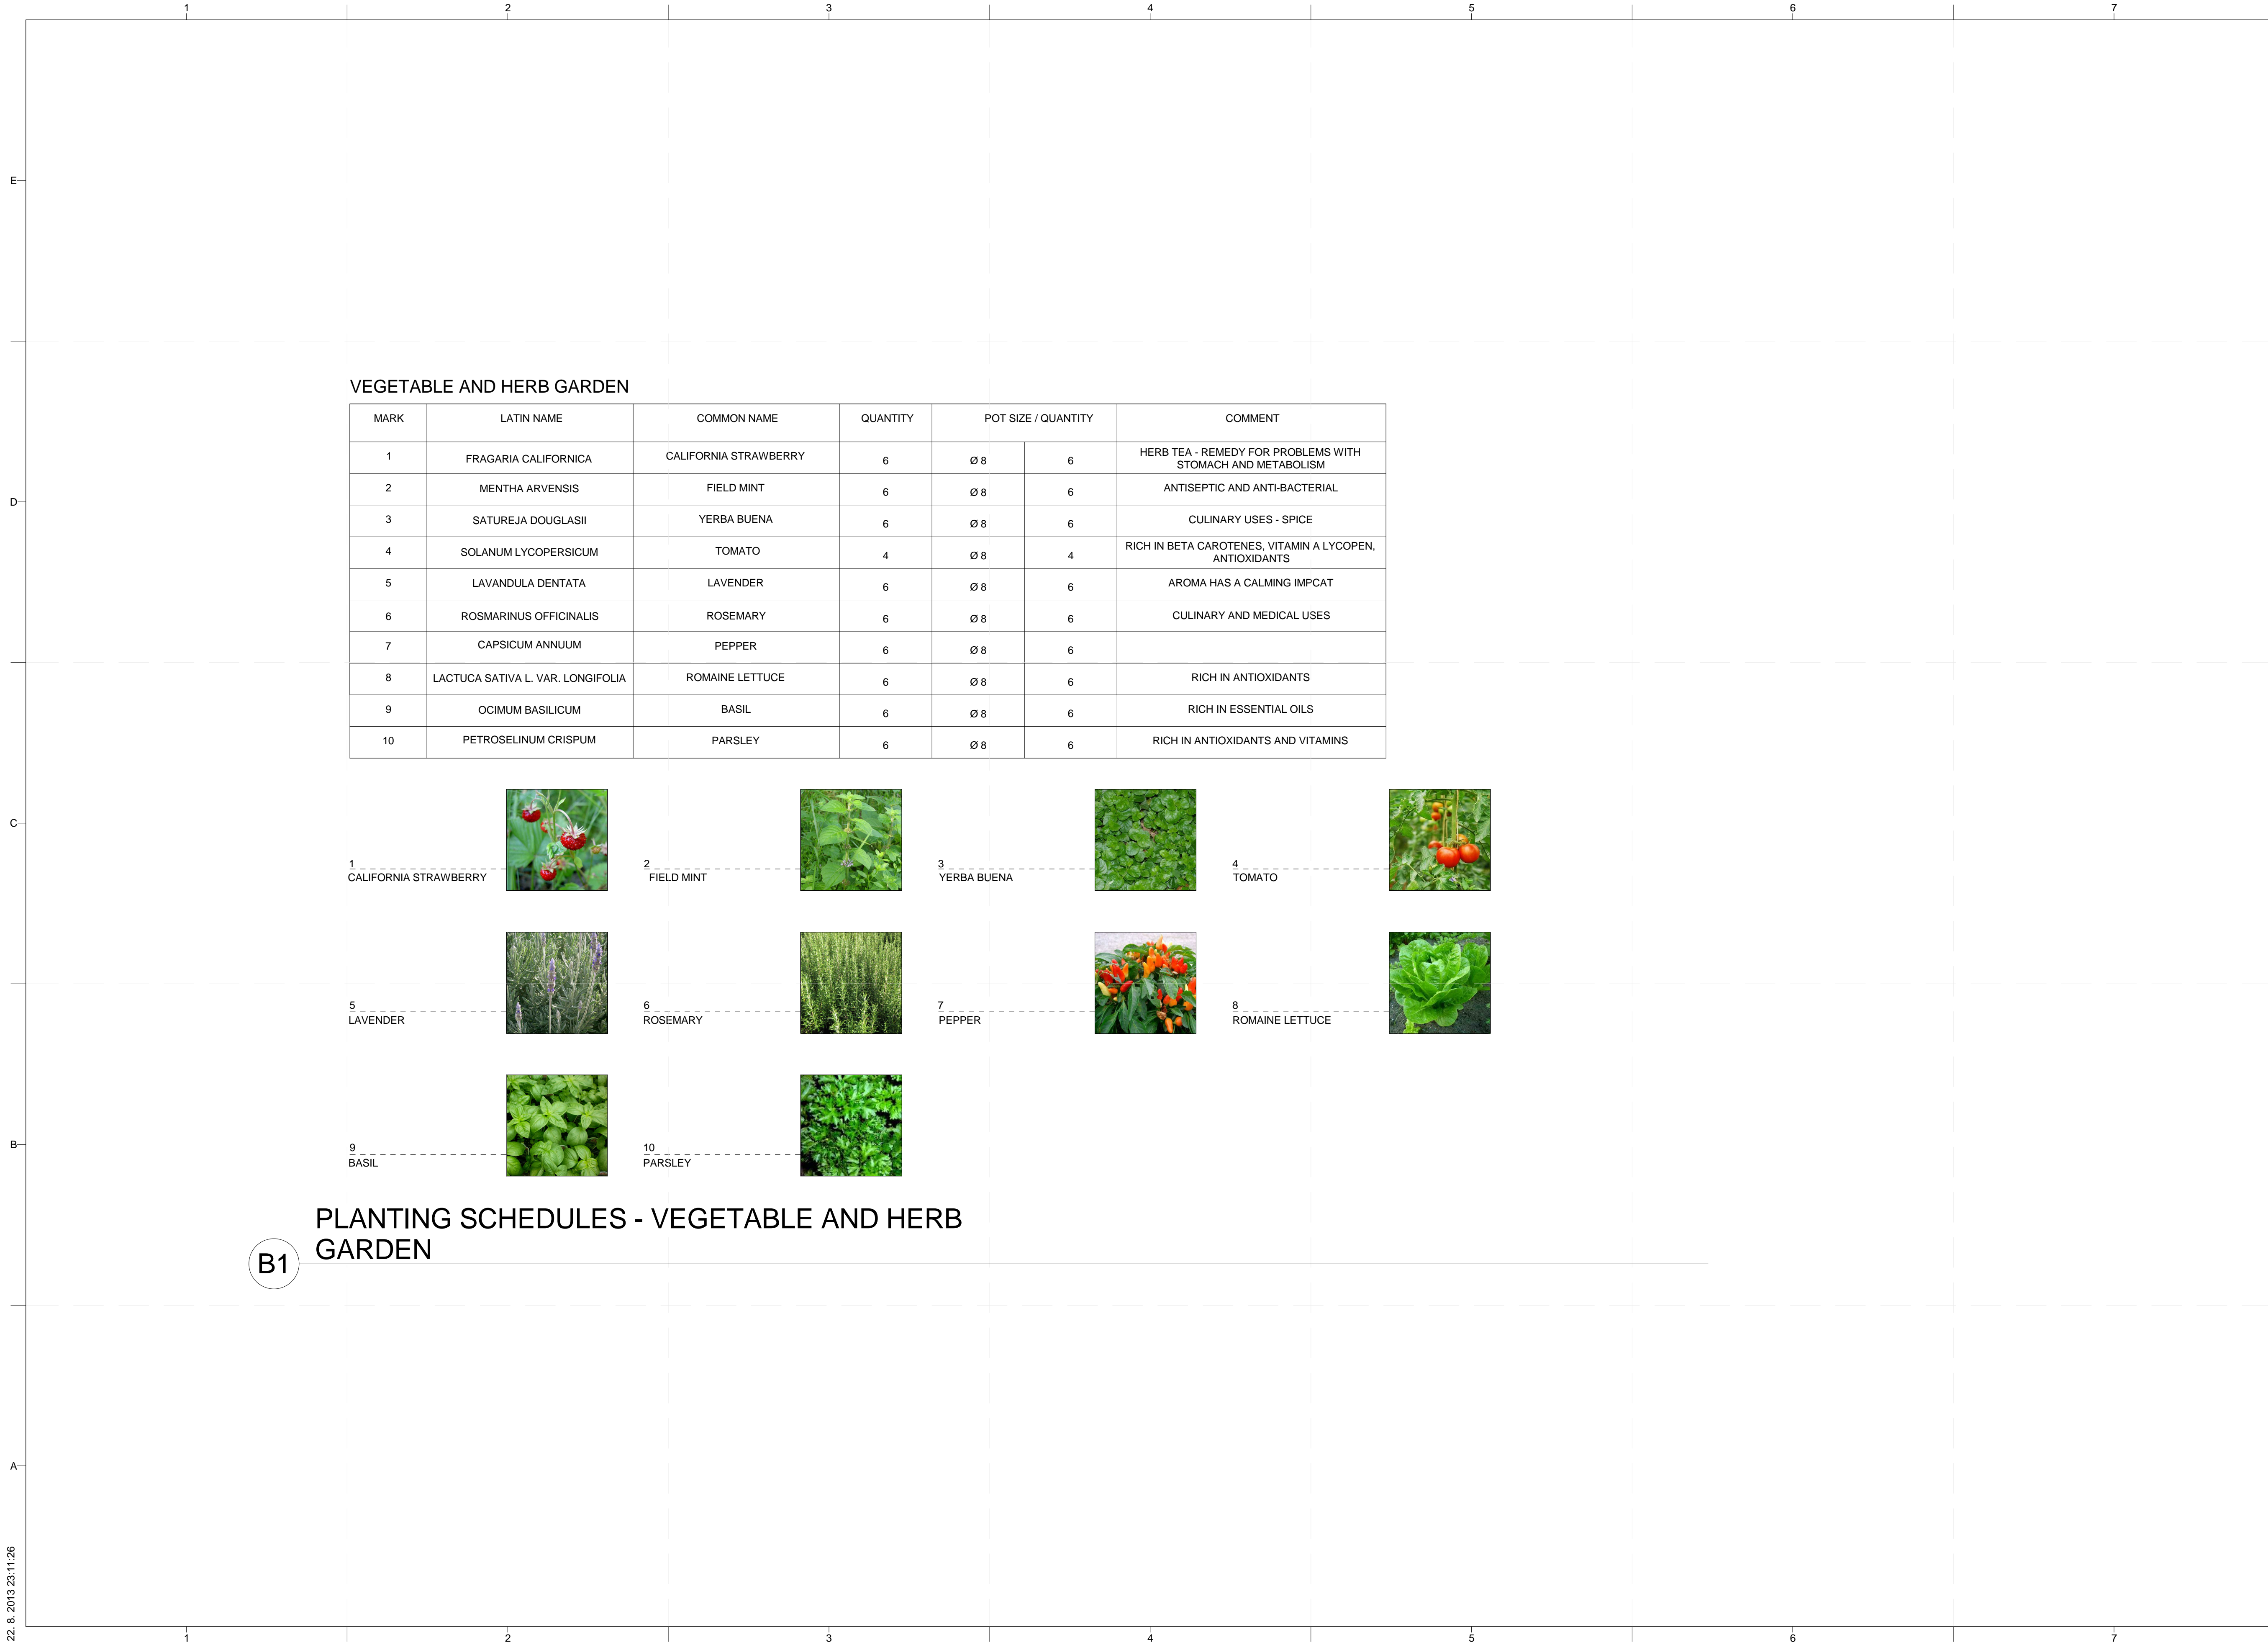 1 2 3 4 5 6 7
E
D
C
B
A
VEGETABLE AND HERB GARDEN
MARK LATIN NAME COMMON NAME QUANTITY POT SIZE / QUANTITY COMMENT
1 FRAGARIA CALIFORNICA CALIFORNIA STRAWBERRY 6 Ø 8 6 HERB TEA - REMEDY FOR PROBLEMS WITH
STOMACH AND METABOLISM
2 MENTHA ARVENSIS FIELD MINT 6 Ø 8 6 ANTISEPTIC AND ANTI-BACTERIAL
3 SATUREJA DOUGLASII YERBA BUENA 6 Ø 8 6 CULINARY USES - SPICE
4 SOLANUM LYCOPERSICUM TOMATO 4 Ø 8 4 RICH IN BETA CAROTENES, VITAMIN A LYCOPEN,
ANTIOXIDANTS
5 LAVANDULA DENTATA LAVENDER 6 Ø 8 6 AROMA HAS A CALMING IMPCAT
6 ROSMARINUS OFFICINALIS ROSEMARY 6 Ø 8 6 CULINARY AND MEDICAL USES
7 CAPSICUM ANNUUM PEPPER 6 Ø 8 6
8 LACTUCA SATIVA L. VAR. LONGIFOLIA ROMAINE LETTUCE 6 Ø 8 6 RICH IN ANTIOXIDANTS
9 OCIMUM BASILICUM BASIL 6 Ø 8 6 RICH IN ESSENTIAL OILS
10 PETROSELINUM CRISPUM PARSLEY 6 Ø 8 6 RICH IN ANTIOXIDANTS AND VITAMINS
1
CALIFORNIA STRAWBERRY
2
FIELD MINT
3
YERBA BUENA
4
TOMATO
5
LAVENDER
6
ROSEMARY
7
PEPPER
8
ROMAINE LETTUCE
9
BASIL
10
PARSLEY
PLANTING SCHEDULES - VEGETABLE AND HERB
GARDEN
B1
22. 8. 2013 23:11:26
1 2 3 4 5 6 7